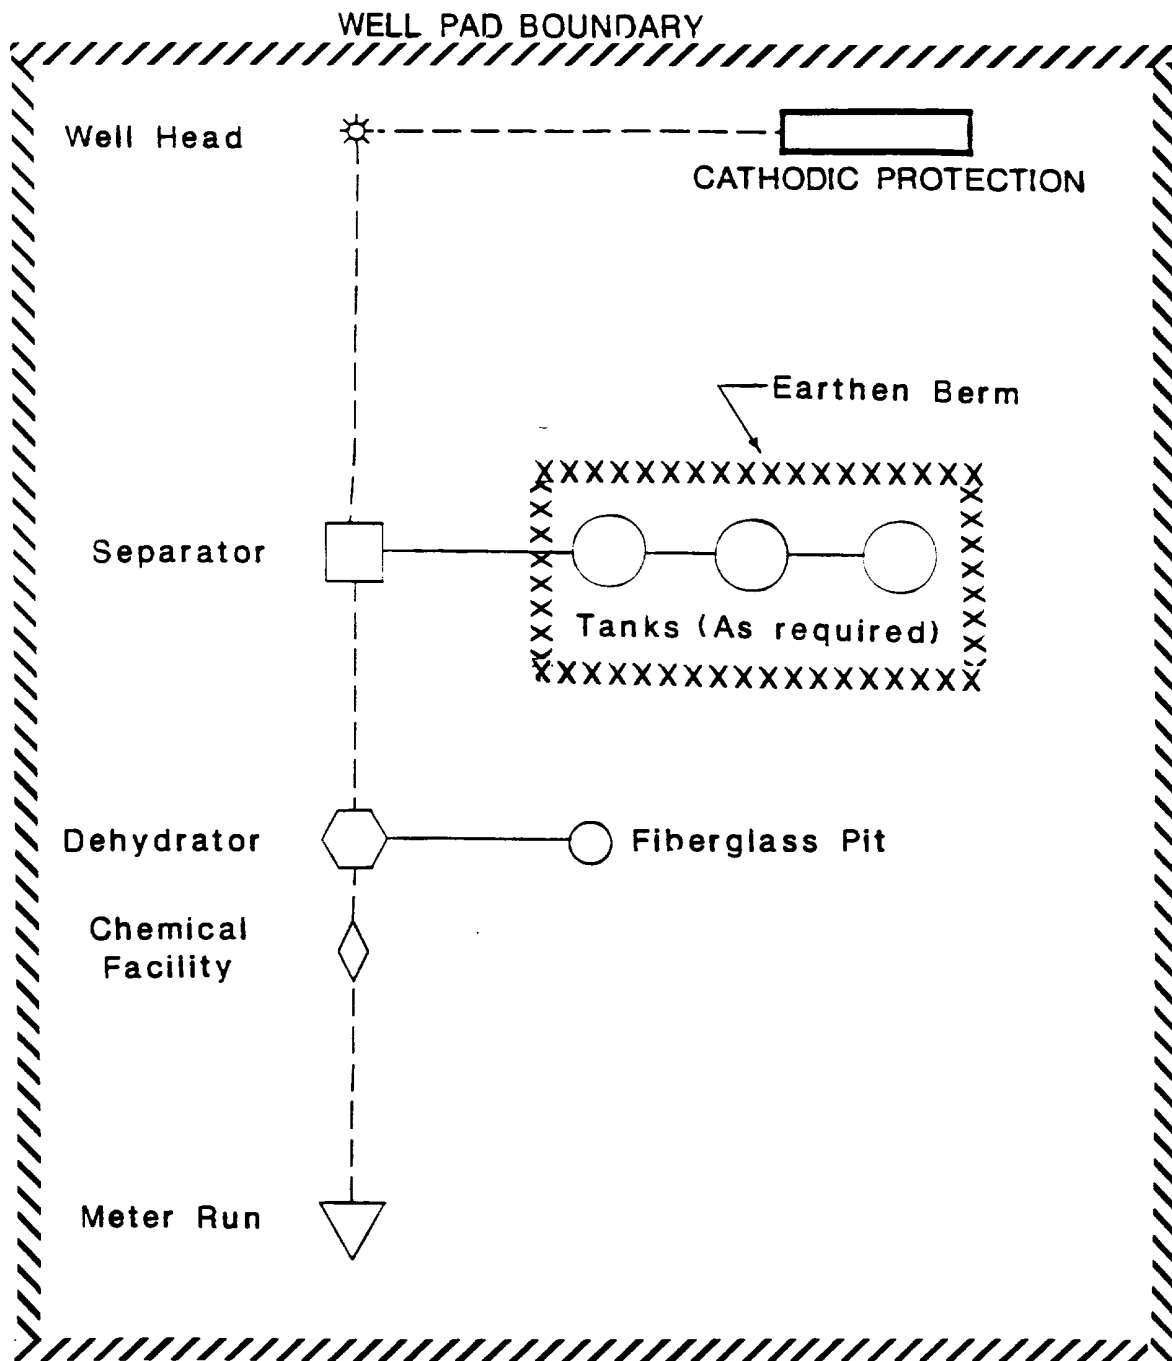 WELL PAD BOUNDARY
Well Head
CATHODIC PROTECTION
Earthen Berm
Separator
Tanks (As required)
Dehydrator
Fiberglass Pit
Chemical
Facility
Meter Run